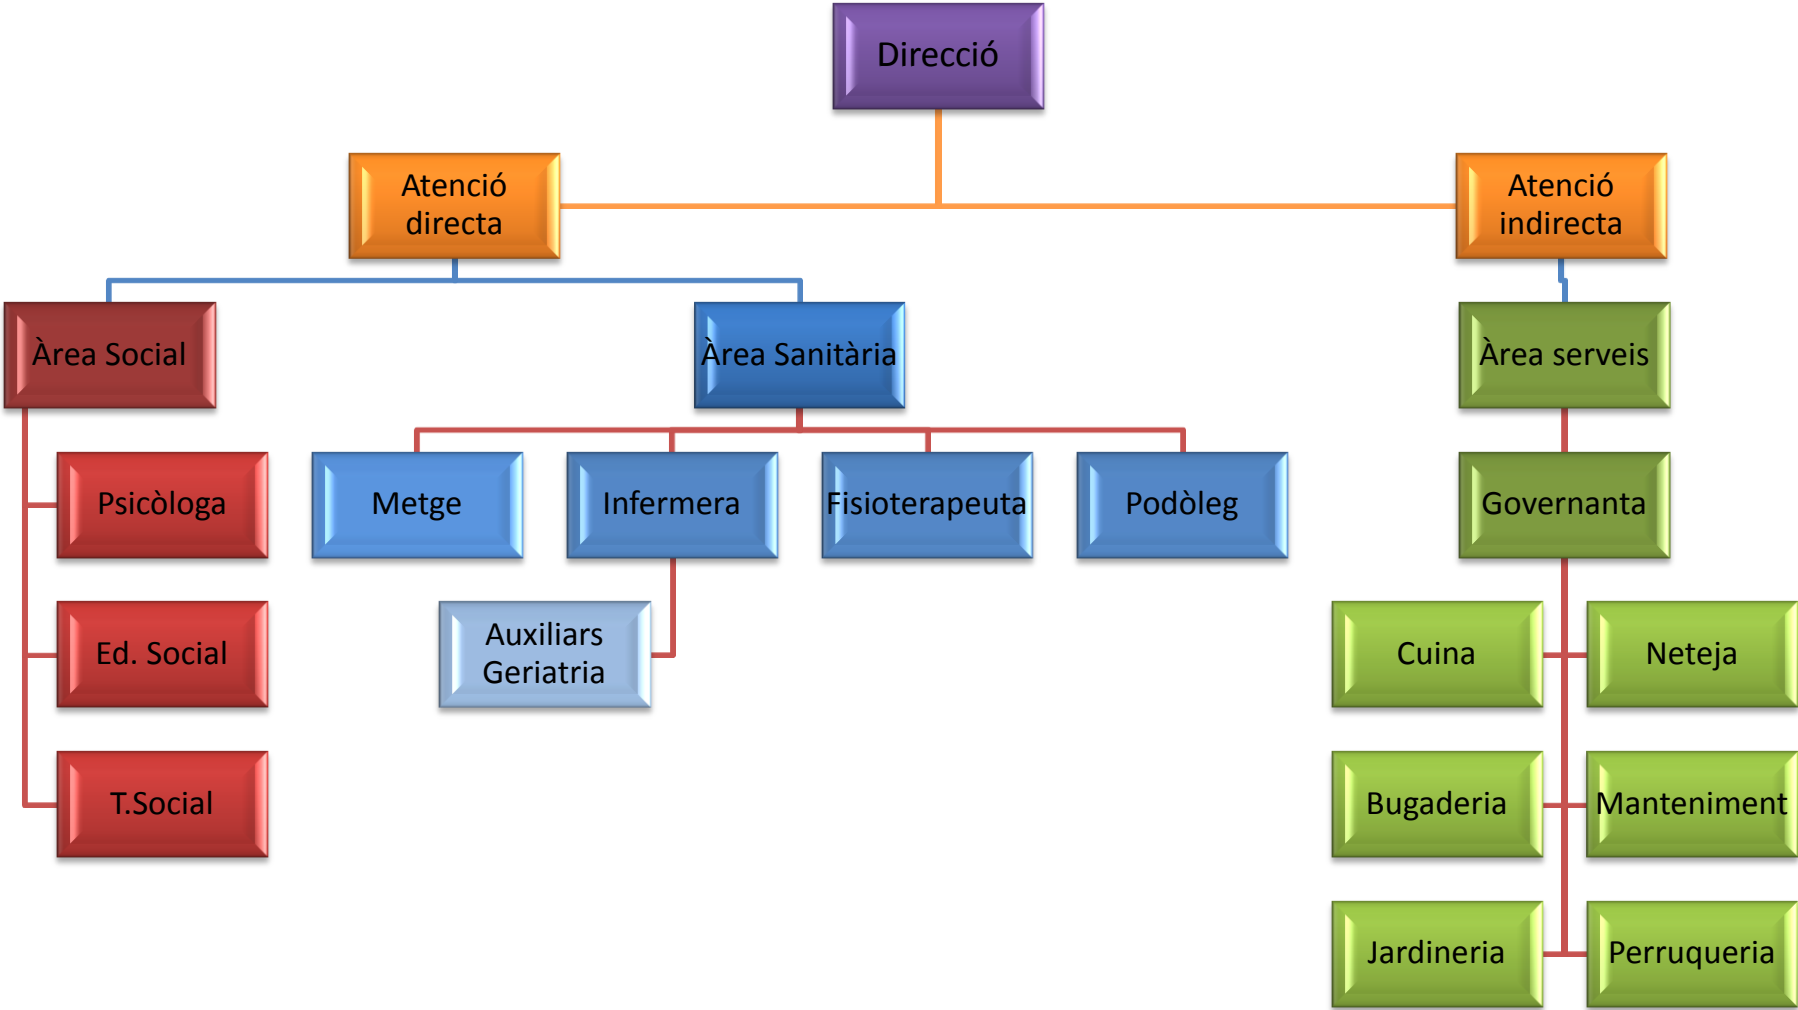 Direcció
Atenció
directa
Atenció
indirecta
Àrea Social
Àrea Sanitària
Àrea serveis
Psicòloga
Metge
Infermera
Fisioterapeuta
Podòleg
Governanta
Ed. Social
Auxiliars
Geriatria
Cuina
Neteja
T.Social
Bugaderia
Manteniment
Jardineria
Perruqueria